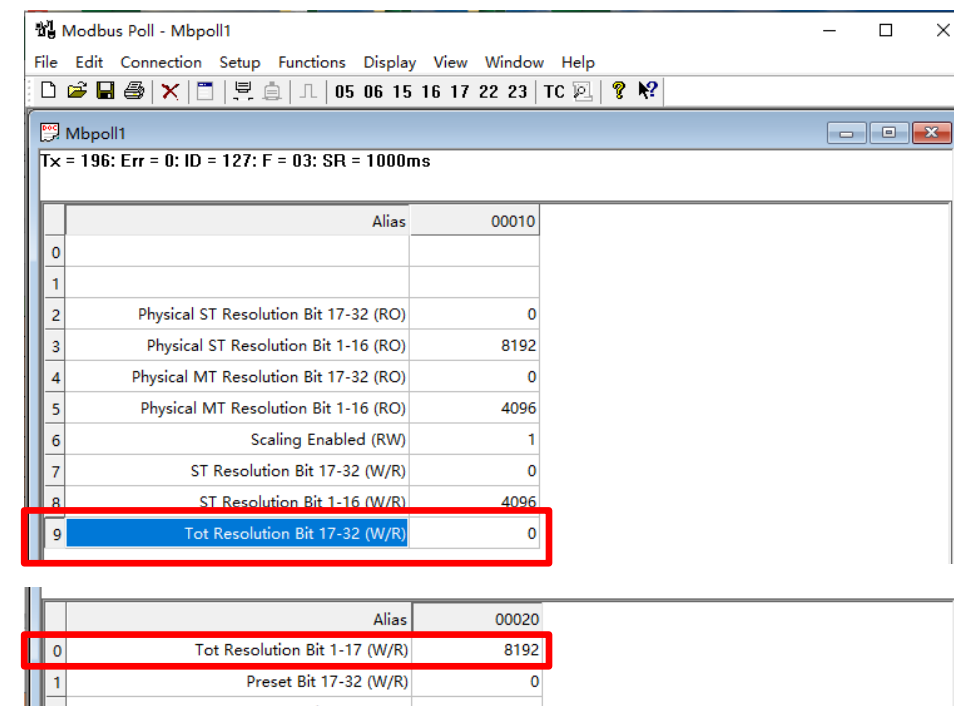 Modbus Poll - Mbpoll1
File Edit Connection Setup Functions Display View Window Help
05 06 15 16 17 22 23 TC
Mbpoll1
Tx = 196: Err = 0: ID = 127: F = 03: SR = 1000ms
Alias 00010
0
1
2 Physical ST Resolution Bit 17-32 (RO) 0
3 Physical ST Resolution Bit 1-16 (RO) 8192
4 Physical MT Resolution Bit 17-32 (RO) 0
5 Physical MT Resolution Bit 1-16 (RO) 4096
6 Scaling Enabled (RW) 1
7 ST Resolution Bit 17-32 (W/R) 0
8 ST Resolution Bit 1-16 (W/R) 4096
9 Tot Resolution Bit 17-32 (W/R) 0
Alias 00020
0 Tot Resolution Bit 1-17 (W/R) 8192
1 Preset Bit 17-32 (W/R) 0